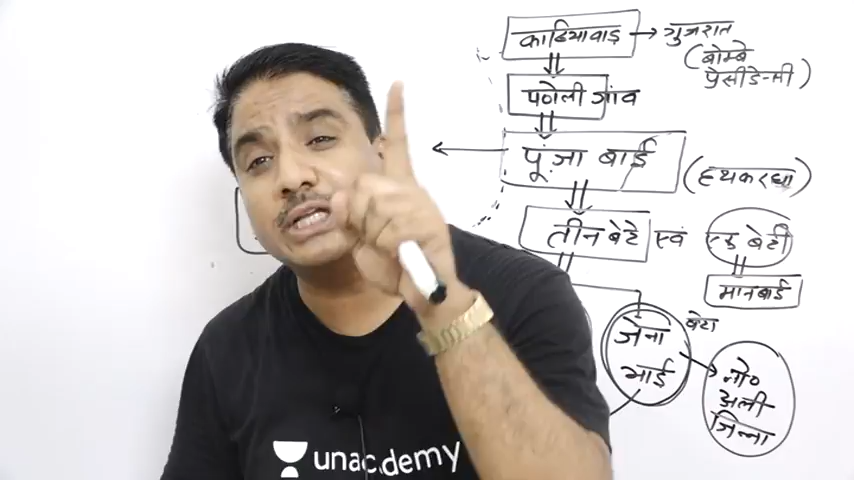 काठियावाड़ → गुजरात
(बोम्बे
प्रेसीडेन्सी)
पनेली गांव
पूंजा बाई
(हथकरघा)
तीन बेटे एवं एक बेटी
मानबाई
जेना
भाई
बेटा
मो०
अली
जिन्ना
unacademy